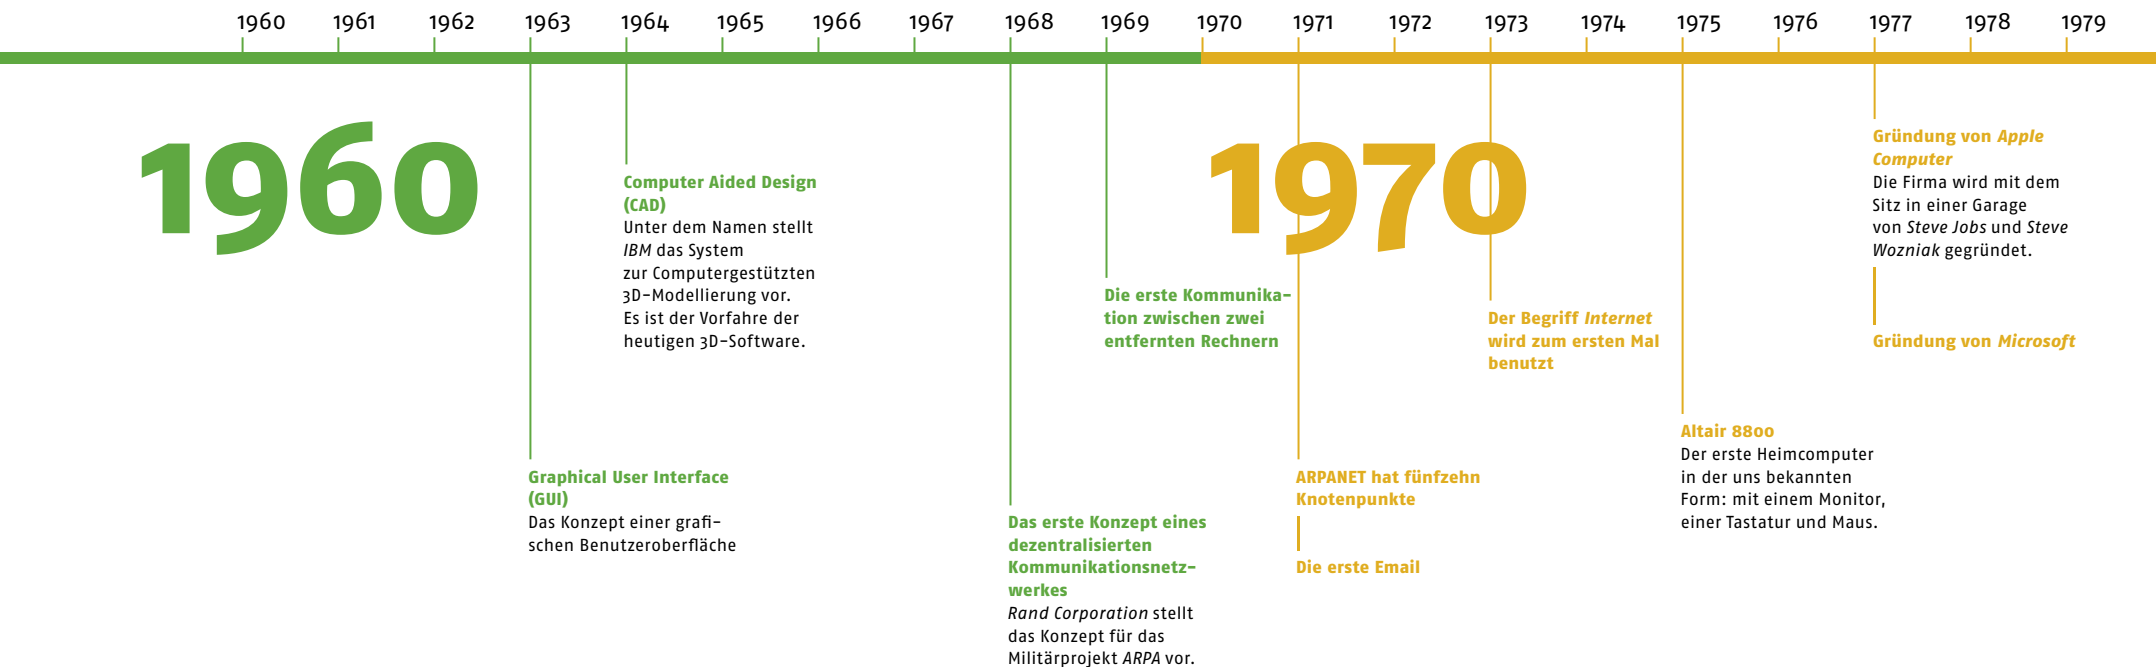 1960 1961 1962 1963 1964 1965 1966 1967 1968 1969 1970 1971 1972 1973 1974 1975 1976 1977 1978 1979
1960
Graphical User Interface
(GUI)
Das Konzept einer grafi-
schen Benutzeroberfläche
Computer Aided Design
(CAD)
Unter dem Namen stellt
IBM das System
zur Computergestützten
3D-Modellierung vor.
Es ist der Vorfahre der
heutigen 3D-Software.
Das erste Konzept eines
dezentralisierten
Kommunikationsnetz-
werkes
Rand Corporation stellt
das Konzept für das
Militärprojekt ARPA vor.
Die erste Kommunika-
tion zwischen zwei
entfernten Rechnern
1970
ARPANET hat fünfzehn
Knotenpunkte
Die erste Email
Der Begriff Internet
wird zum ersten Mal
benutzt
Altair 8800
Der erste Heimcomputer
in der uns bekannten
Form: mit einem Monitor,
einer Tastatur und Maus.
Gründung von Apple
Computer
Die Firma wird mit dem
Sitz in einer Garage
von Steve Jobs und Steve
Wozniak gegründet.
Gründung von Microsoft